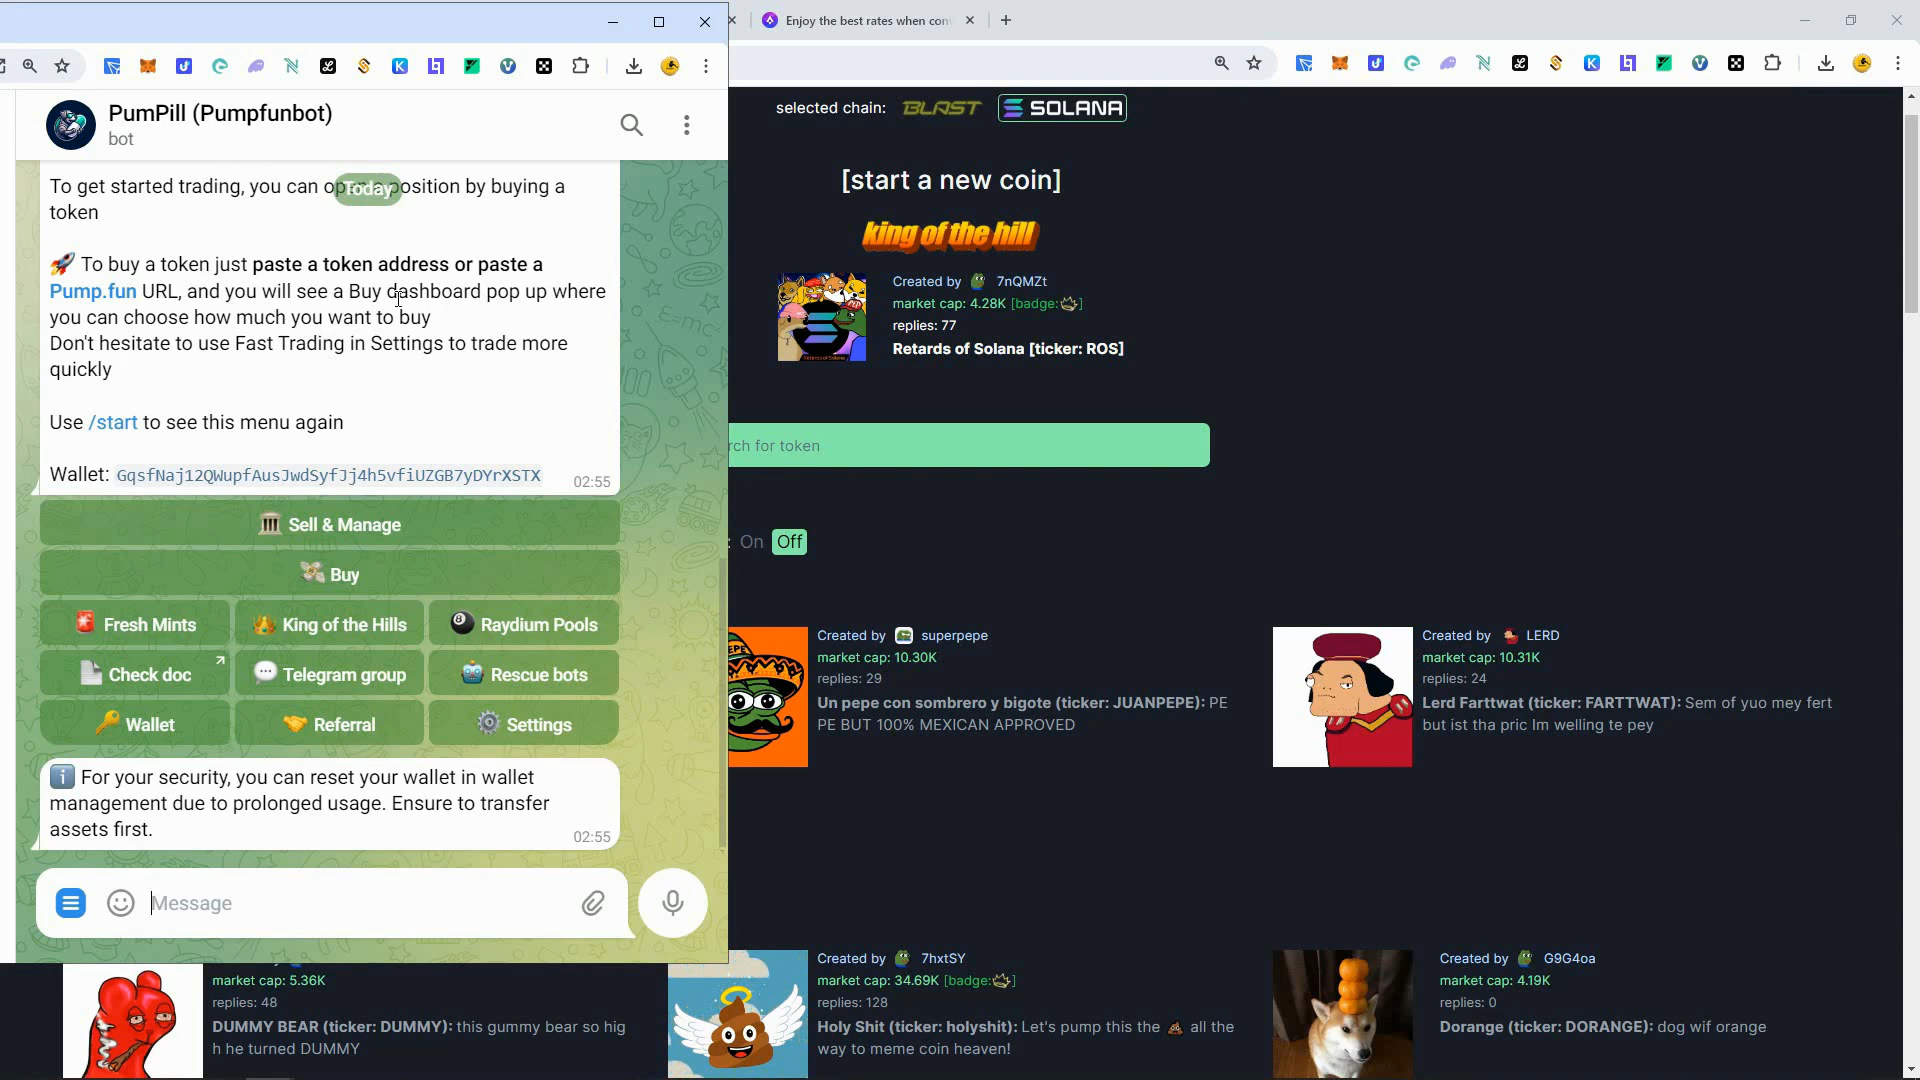 Enjoy the best rates when con
PumPill (Pumpfunbot)
bot
Today
To get started trading, you can open a position by buying a
token
🚀 To buy a token just paste a token address or paste a
Pump.fun URL, and you will see a Buy dashboard pop up where
you can choose how much you want to buy
Don't hesitate to use Fast Trading in Settings to trade more
quickly
Use /start to see this menu again
Wallet: GqsfNaj12QWupfAusJwdSyfJj4h5vfiUZGB7yDYrXSTX
02:55
🏛️ Sell & Manage
💸 Buy
🚨 Fresh Mints
👑 King of the Hills
🎱 Raydium Pools
📄 Check doc
💬 Telegram group
🤖 Rescue bots
🔑 Wallet
🤝 Referral
⚙️ Settings
ℹ️ For your security, you can reset your wallet in wallet
management due to prolonged usage. Ensure to transfer
assets first.
02:55
Message
selected chain: BLAST SOLANA
[start a new coin]
king of the hill
Created by 7nQMZt
market cap: 4.28K [badge:👑]
replies: 77
Retards of Solana [ticker: ROS]
rch for token
: On Off
Created by superpepe
market cap: 10.30K
replies: 29
Un pepe con sombrero y bigote (ticker: JUANPEPE): PE
PE BUT 100% MEXICAN APPROVED
Created by LERD
market cap: 10.31K
replies: 24
Lerd Farttwat (ticker: FARTTWAT): Sem of yuo mey fert
but ist tha pric Im welling te pey
market cap: 5.36K
replies: 48
DUMMY BEAR (ticker: DUMMY): this gummy bear so hig
h he turned DUMMY
Created by 7hxtSY
market cap: 34.69K [badge:👑]
replies: 128
Holy Shit (ticker: holyshit): Let's pump this the 💩 all the
way to meme coin heaven!
Created by G9G4oa
market cap: 4.19K
replies: 0
Dorange (ticker: DORANGE): dog wif orange